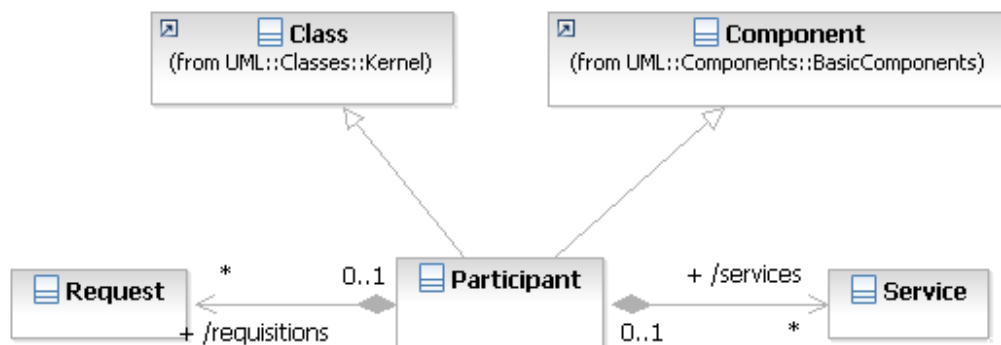 Class
(from UML::Classes::Kernel)
Component
(from UML::Components::BasicComponents)
Request
*
+ /requisitions
0..1
Participant
0..1
+ /services
*
Service